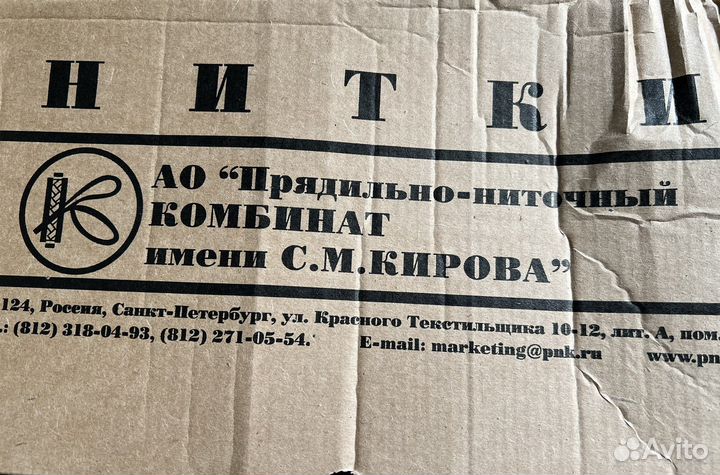 НИТКИ
АО “Прядильно-ниточный
КОМБИНАТ
имени С.М.КИРОВА”
124, Россия, Санкт-Петербург, ул. Красного Текстильщика 10-12, лит. А, пом.
.: (812) 318-04-93, (812) 271-05-54. E-mail: marketing@pnk.ru www.pn
Avito